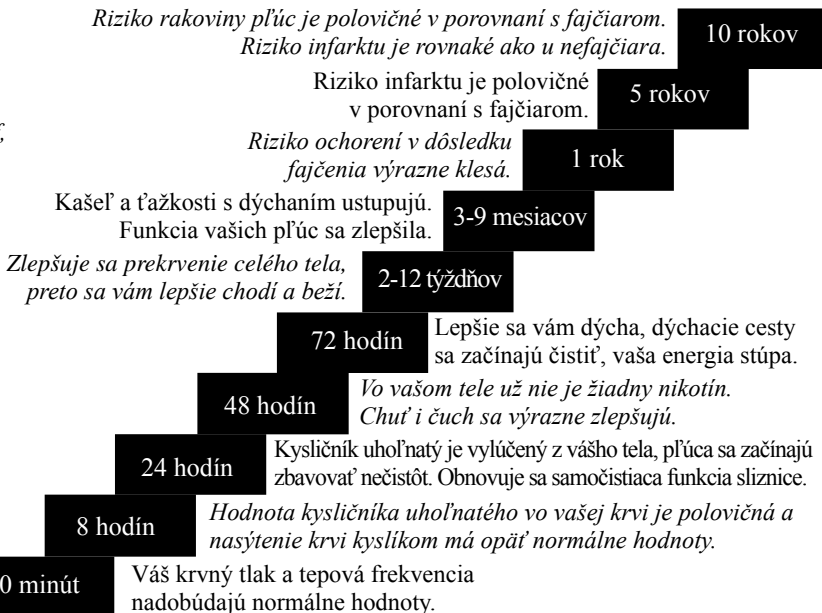 Riziko rakoviny pľúc je polovičné v porovnaní s fajčiarom.
Riziko infarktu je rovnaké ako u nefajčiara.
10 rokov
Riziko infarktu je polovičné
v porovnaní s fajčiarom.
5 rokov
Riziko ochorení v dôsledku
fajčenia výrazne klesá.
1 rok
Kašeľ a ťažkosti s dýchaním ustupujú.
Funkcia vašich pľúc sa zlepšila.
3-9 mesiacov
Zlepšuje sa prekrvenie celého tela,
preto sa vám lepšie chodí a beží.
2-12 týždňov
72 hodín
Lepšie sa vám dýcha, dýchacie cesty
sa začínajú čistiť, vaša energia stúpa.
48 hodín
Vo vašom tele už nie je žiadny nikotín.
Chuť i čuch sa výrazne zlepšujú.
24 hodín
Kysličník uhoľnatý je vylúčený z vášho tela, pľúca sa začínajú
zbavovať nečistôt. Obnovuje sa samočistiaca funkcia sliznice.
8 hodín
Hodnota kysličníka uhoľnatého vo vašej krvi je polovičná a
nasýtenie krvi kyslíkom má opäť normálne hodnoty.
0 minút
Váš krvný tlak a tepová frekvencia
nadobúdajú normálne hodnoty.